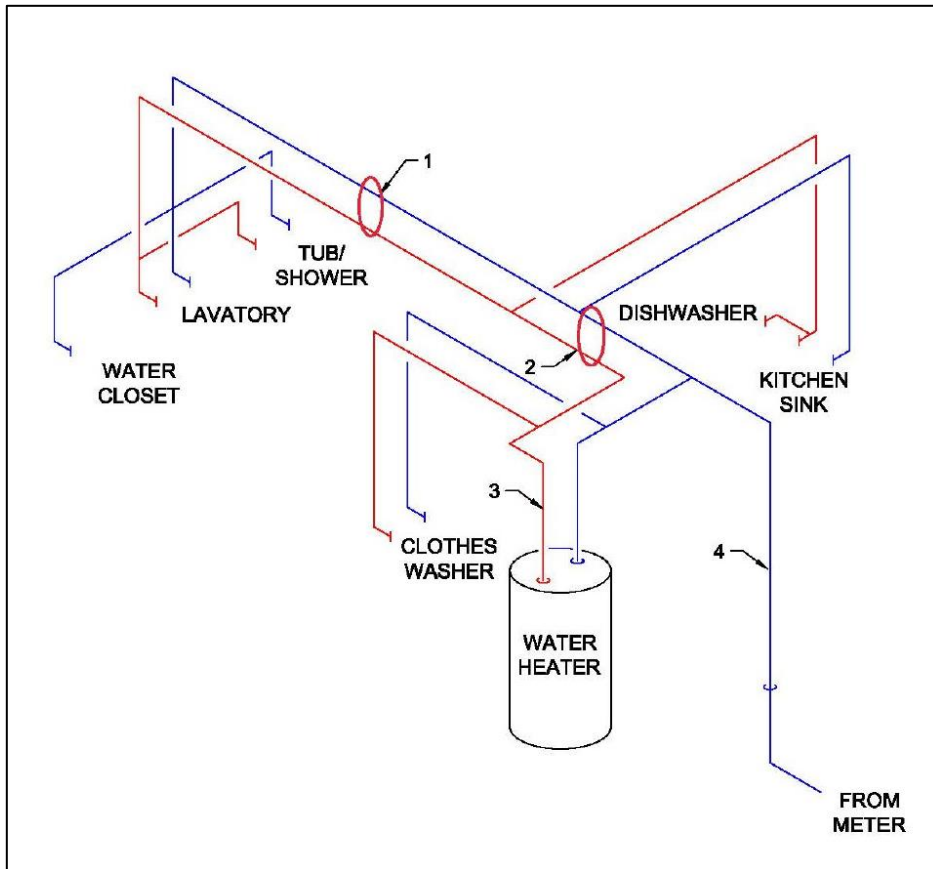 1
TUB/
SHOWER
LAVATORY
WATER
CLOSET
DISHWASHER
2
KITCHEN
SINK
3
CLOTHES
WASHER
4
WATER
HEATER
FROM
METER